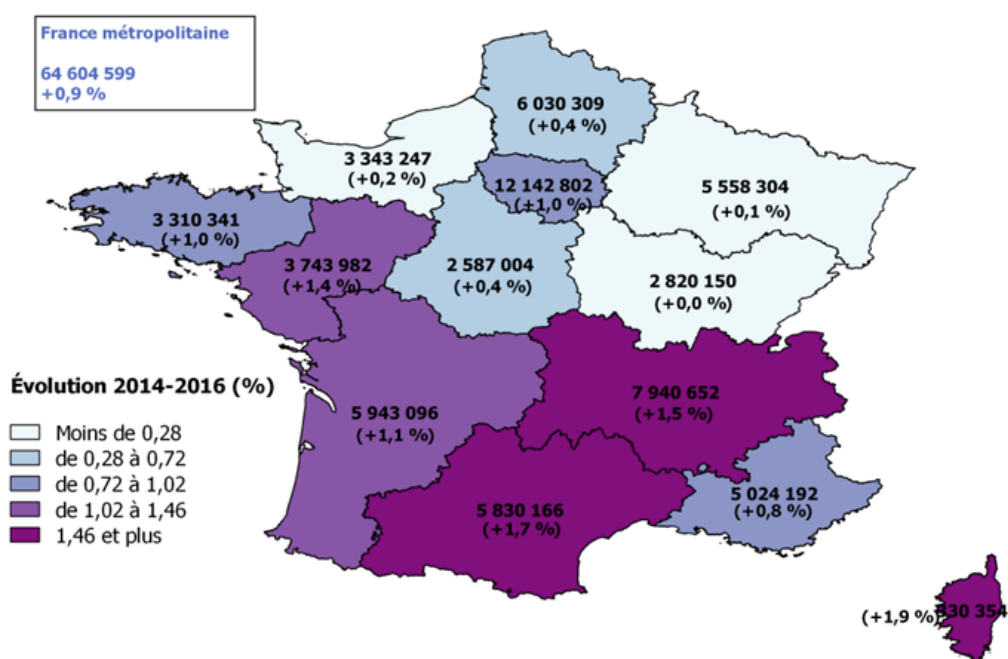 France métropolitaine
64 604 599
+0,9 %
6 030 309
(+0,4 %)
3 343 247
(+0,2 %)
12 142 802
(+1,0 %)
5 558 304
(+0,1 %)
3 310 341
(+1,0 %)
3 743 982
(+1,4 %)
2 587 004
(+0,4 %)
2 820 150
(+0,0 %)
Évolution 2014-2016 (%)
Moins de 0,28
de 0,28 à 0,72
de 0,72 à 1,02
de 1,02 à 1,46
1,46 et plus
7 940 652
(+1,5 %)
5 943 096
(+1,1 %)
5 830 166
(+1,7 %)
5 024 192
(+0,8 %)
(+1,9 %) 330 354